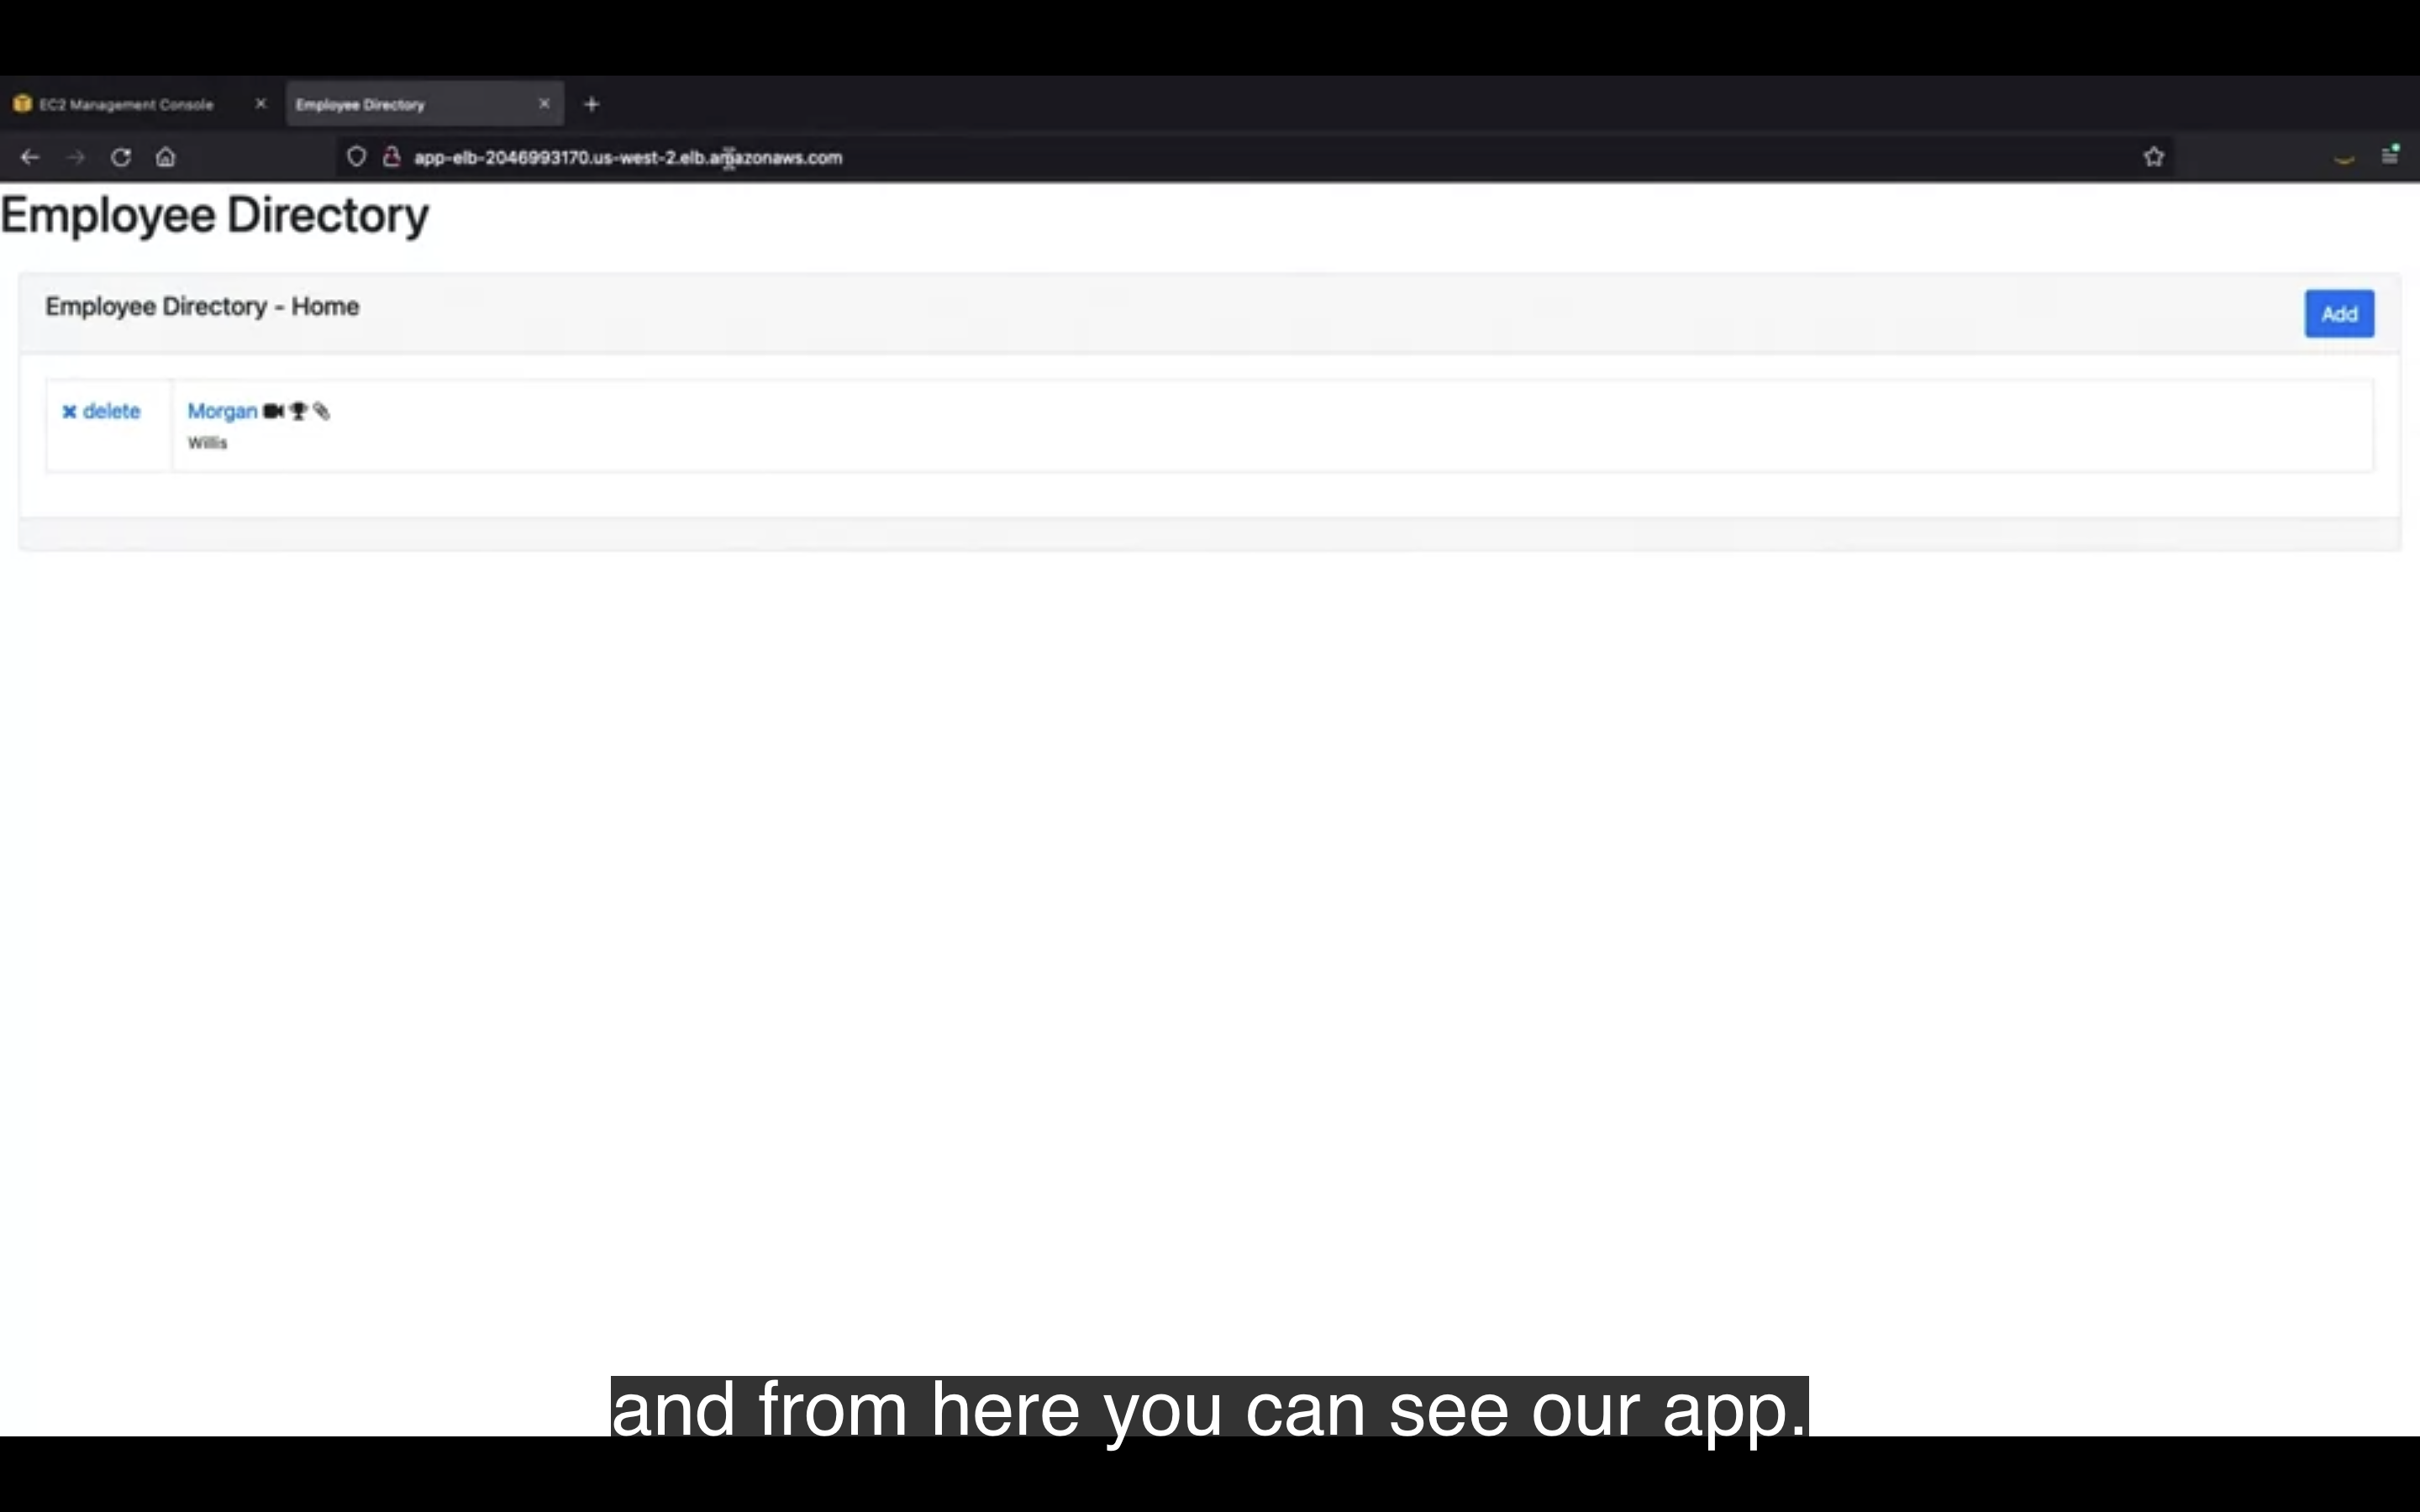 EC2 Management Console
Employee Directory
app-elb-2046993170.us-west-2.elb.amazonaws.com
Employee Directory
Employee Directory - Home
Add
delete
Morgan
Willis
and from here you can see our app.